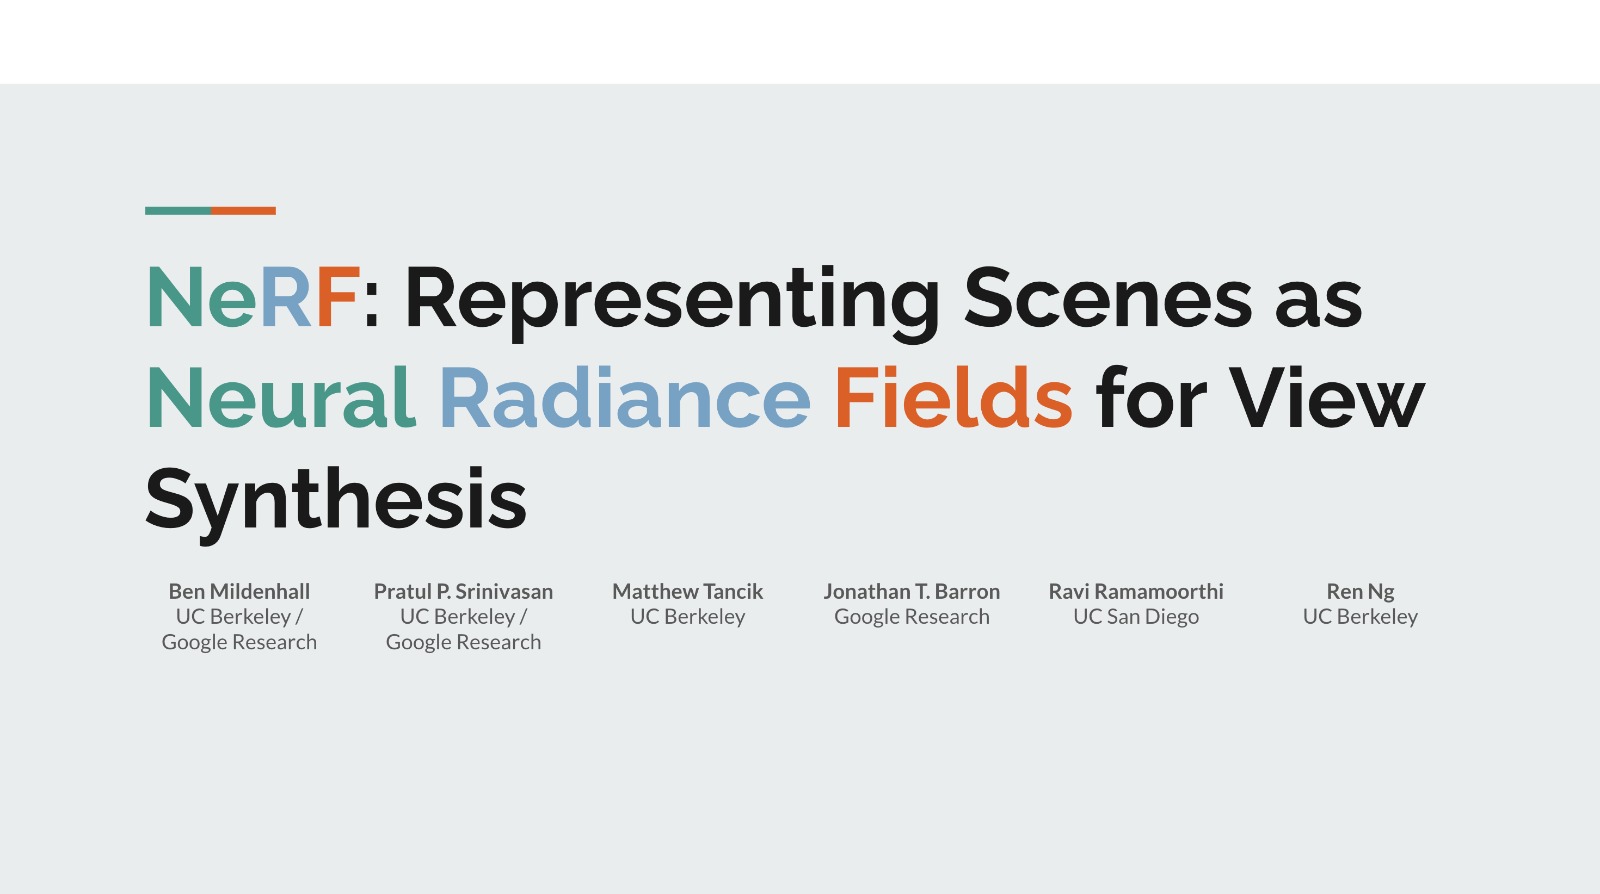 NeRF: Representing Scenes as
Neural Radiance Fields for View
Synthesis
Ben Mildenhall
UC Berkeley /
Google Research
Pratul P. Srinivasan
UC Berkeley /
Google Research
Matthew Tancik
UC Berkeley
Jonathan T. Barron
Google Research
Ravi Ramamoorthi
UC San Diego
Ren Ng
UC Berkeley